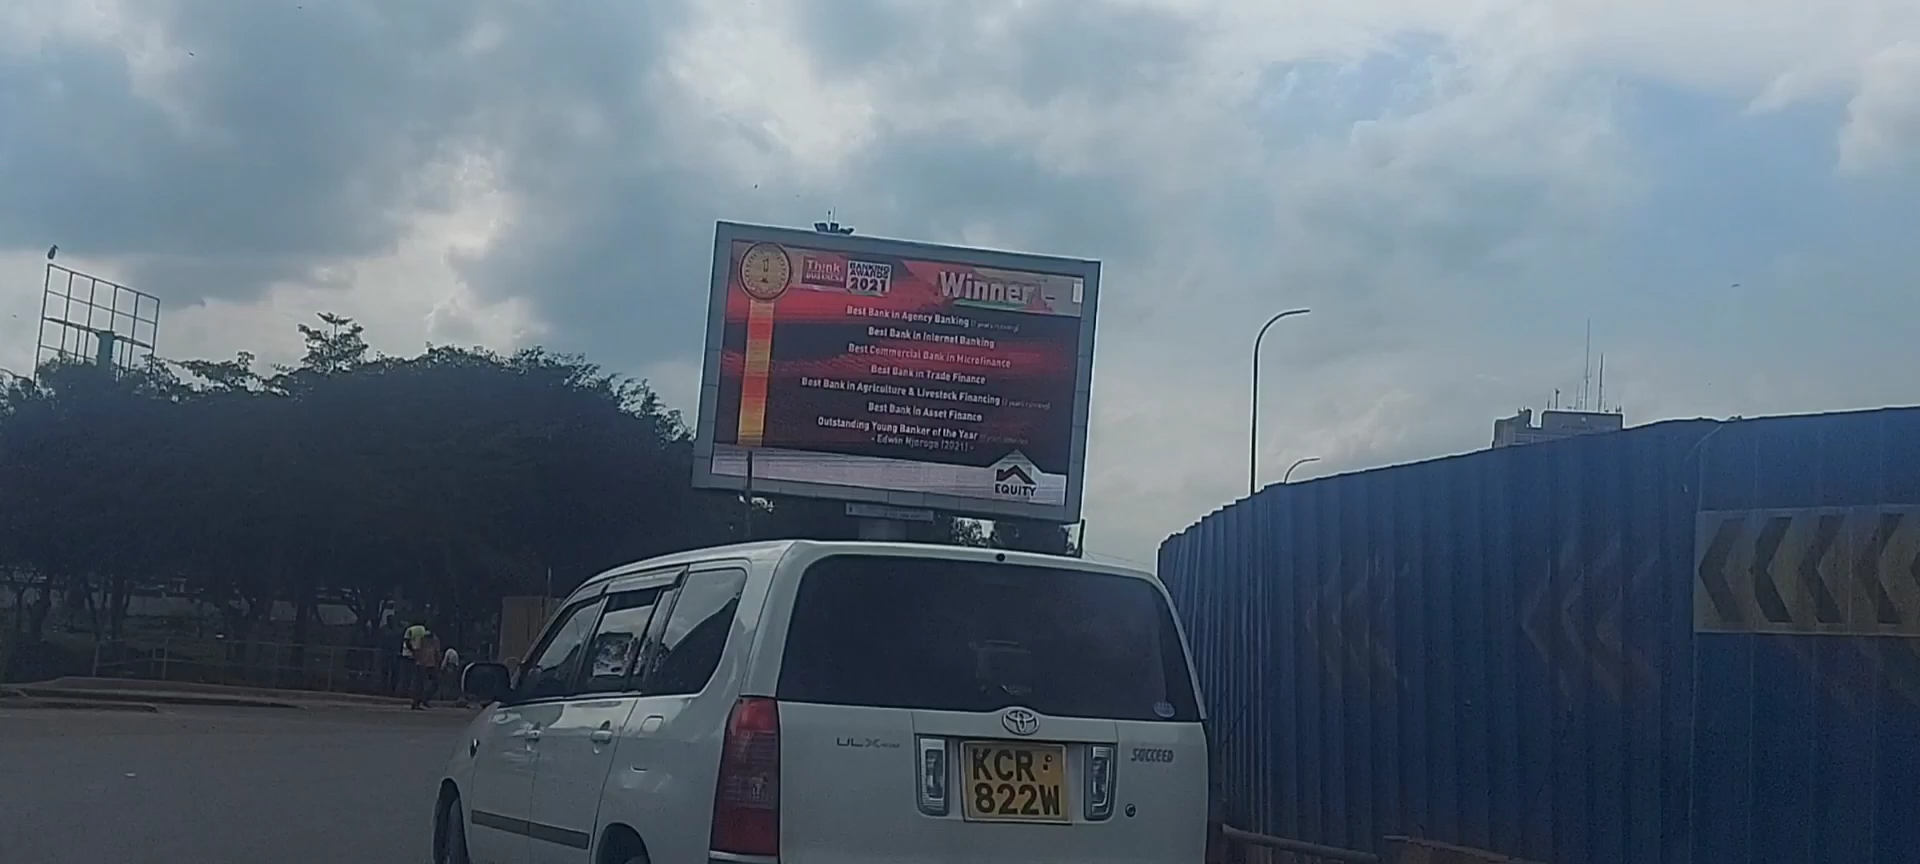 Think
BUSINESS
BANKING
AWARDS
2021
Winner -
Best Bank in Agency Banking
Best Bank in Internet Banking
Best Commercial Bank in Microfinance
Best Bank in Trade Finance
Best Bank in Agriculture & Livestock Financing
Best Bank in Asset Finance
Outstanding Young Banker of the Year
- Edwin Njoroge (2021) -
EQUITY
ULX
SUCCEED
KCR
822W